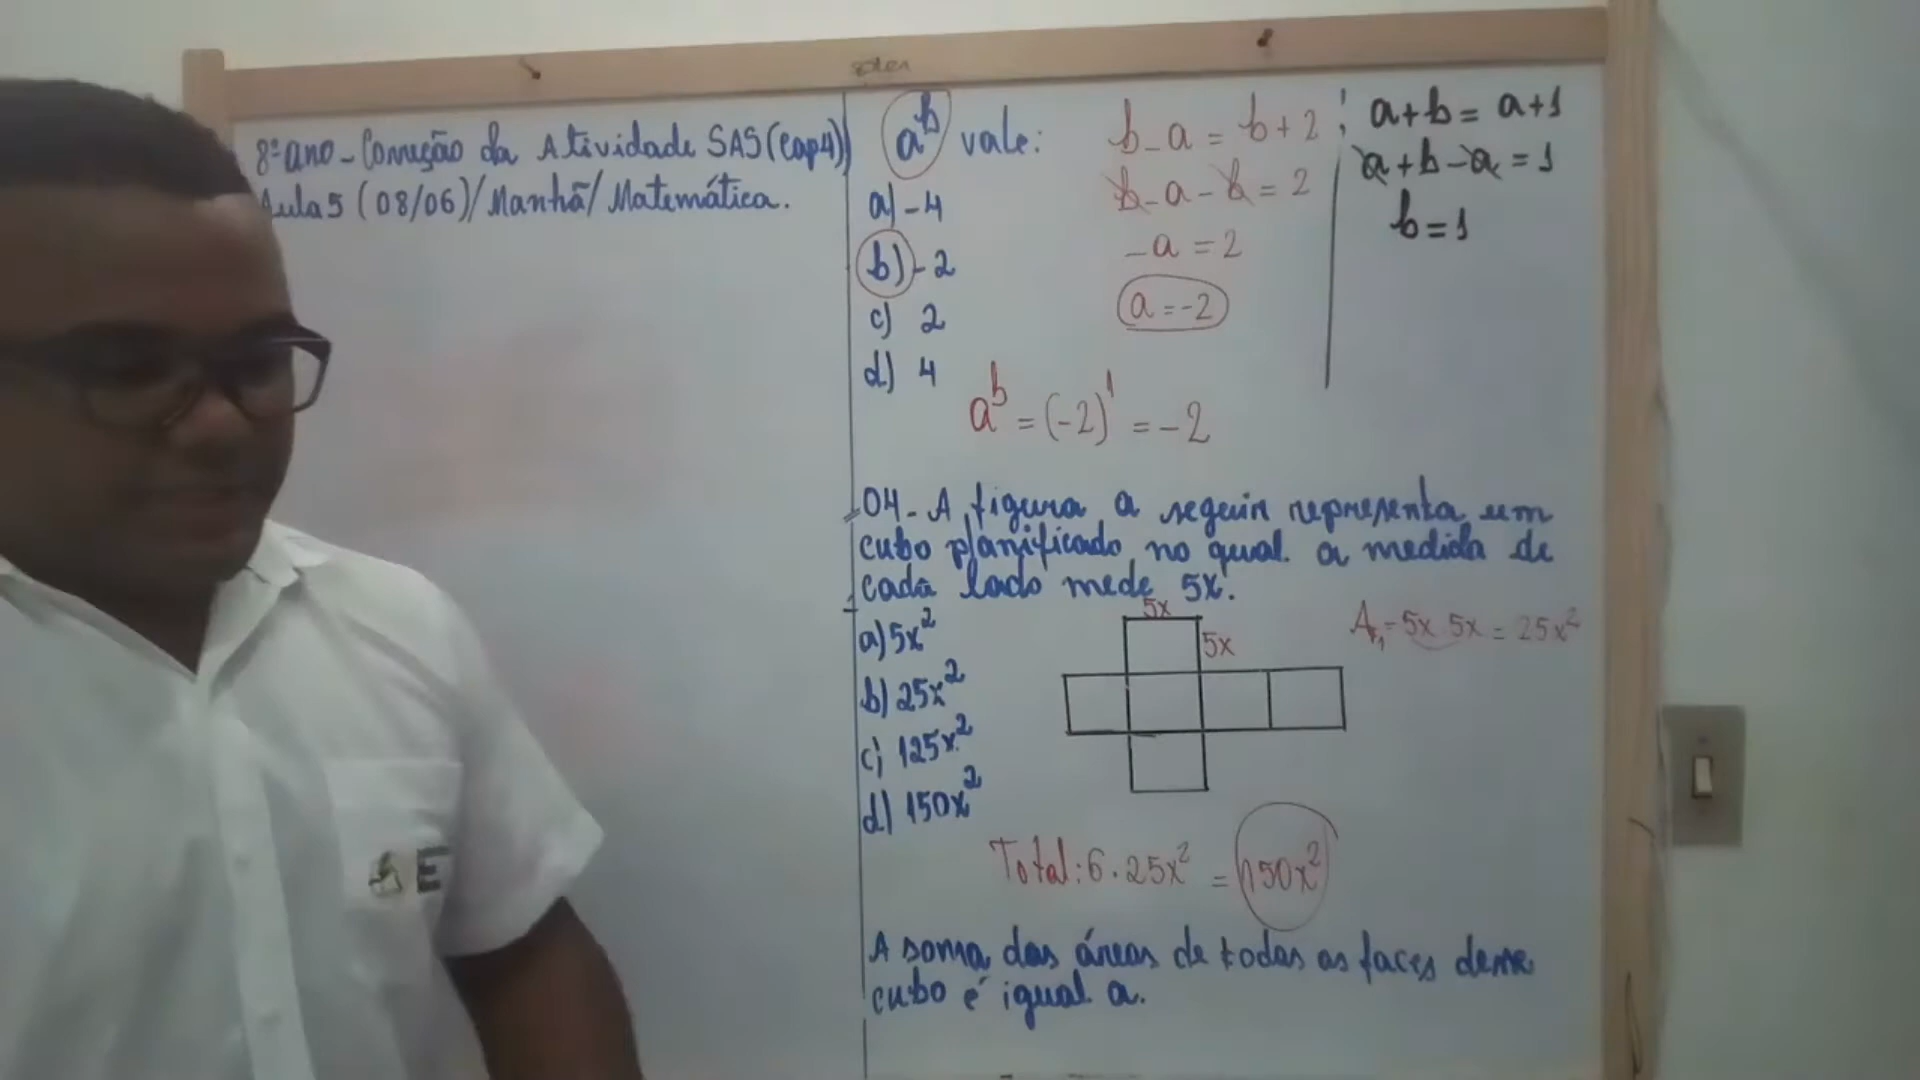 8º ano - Correção da Atividade SAS (Cap4)
Aula 5 (08/06)/Manhã/Matemática.
a^b vale:
a) -4
b) -2
c) 2
d) 4
b - a = b + 2
b - a - b = 2
- a = 2
a = -2
a + b = a + 1
a + b - a = 1
b = 1
a^b = (-2)^1 = -2
04 - A figura a seguir representa um
cubo planificado no qual a medida de
cada lado mede 5x.
a) 5x²
b) 25x²
c) 125x²
d) 150x²
5x
5x
= 5x . 5x = 25x²
Total: 6 . 25x² = 150x²
A soma das áreas de todas as faces desse
cubo é igual a.
E